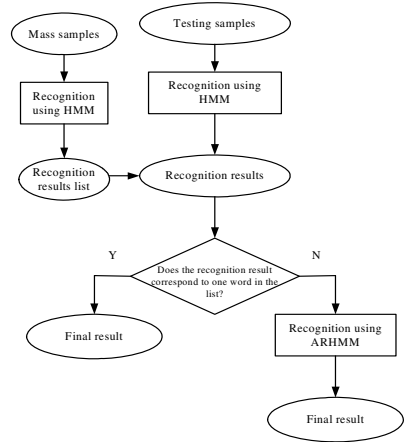 Mass samples
Testing samples
Recognition
using HMM
Recognition using
HMM
Recognition
results list
Recognition results
Y
N
Does the recognition result
correspond to one word in the
list?
Final result
Recognition using
ARHMM
Final result